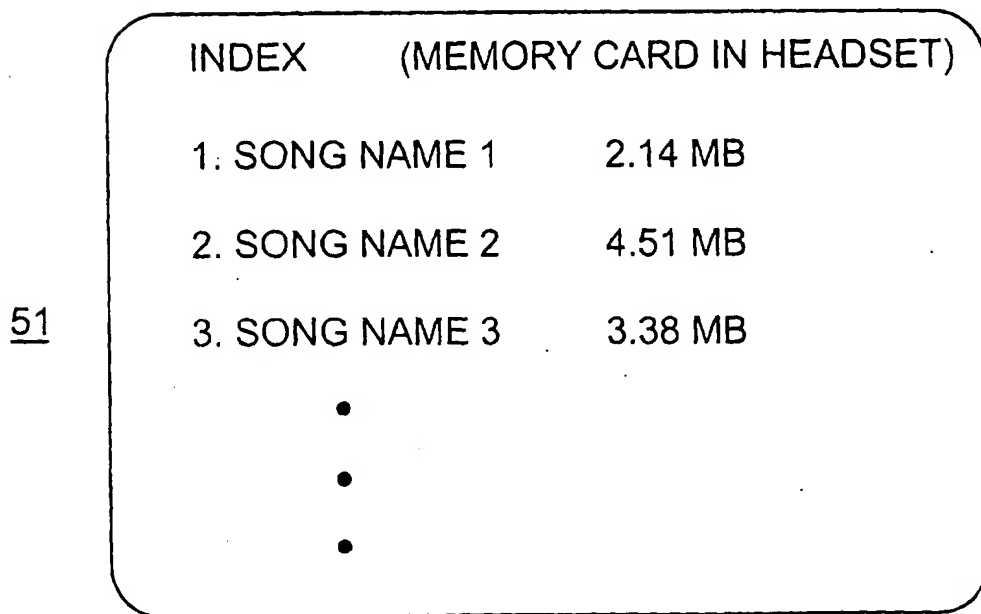 INDEX (MEMORY CARD IN HEADSET)
1. SONG NAME 1 2.14 MB
2. SONG NAME 2 4.51 MB
51
3. SONG NAME 3 3.38 MB
•
•
•